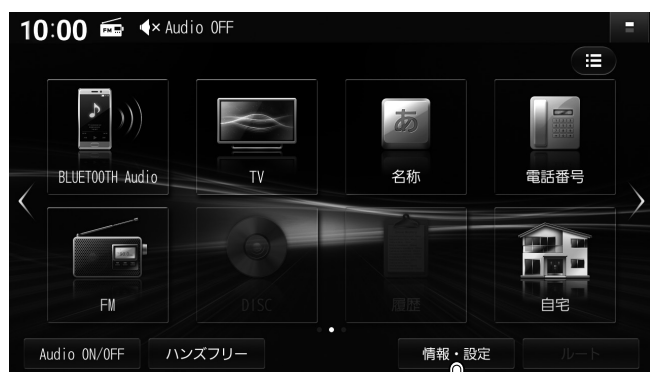 10:00 FM Audio OFF
BLUETOOTH Audio TV 名称 電話番号
あ
FM DISC 履歴 自宅
Audio ON/OFF ハンズフリー 情報・設定 ルート